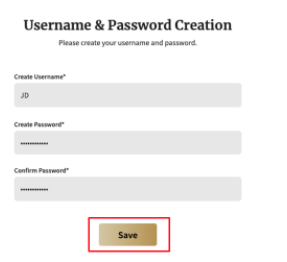 Username & Password Creation
Please create your username and password.
Create Username*
JD
Create Password*
••••••••••••
Confirm Password*
••••••••••••
Save